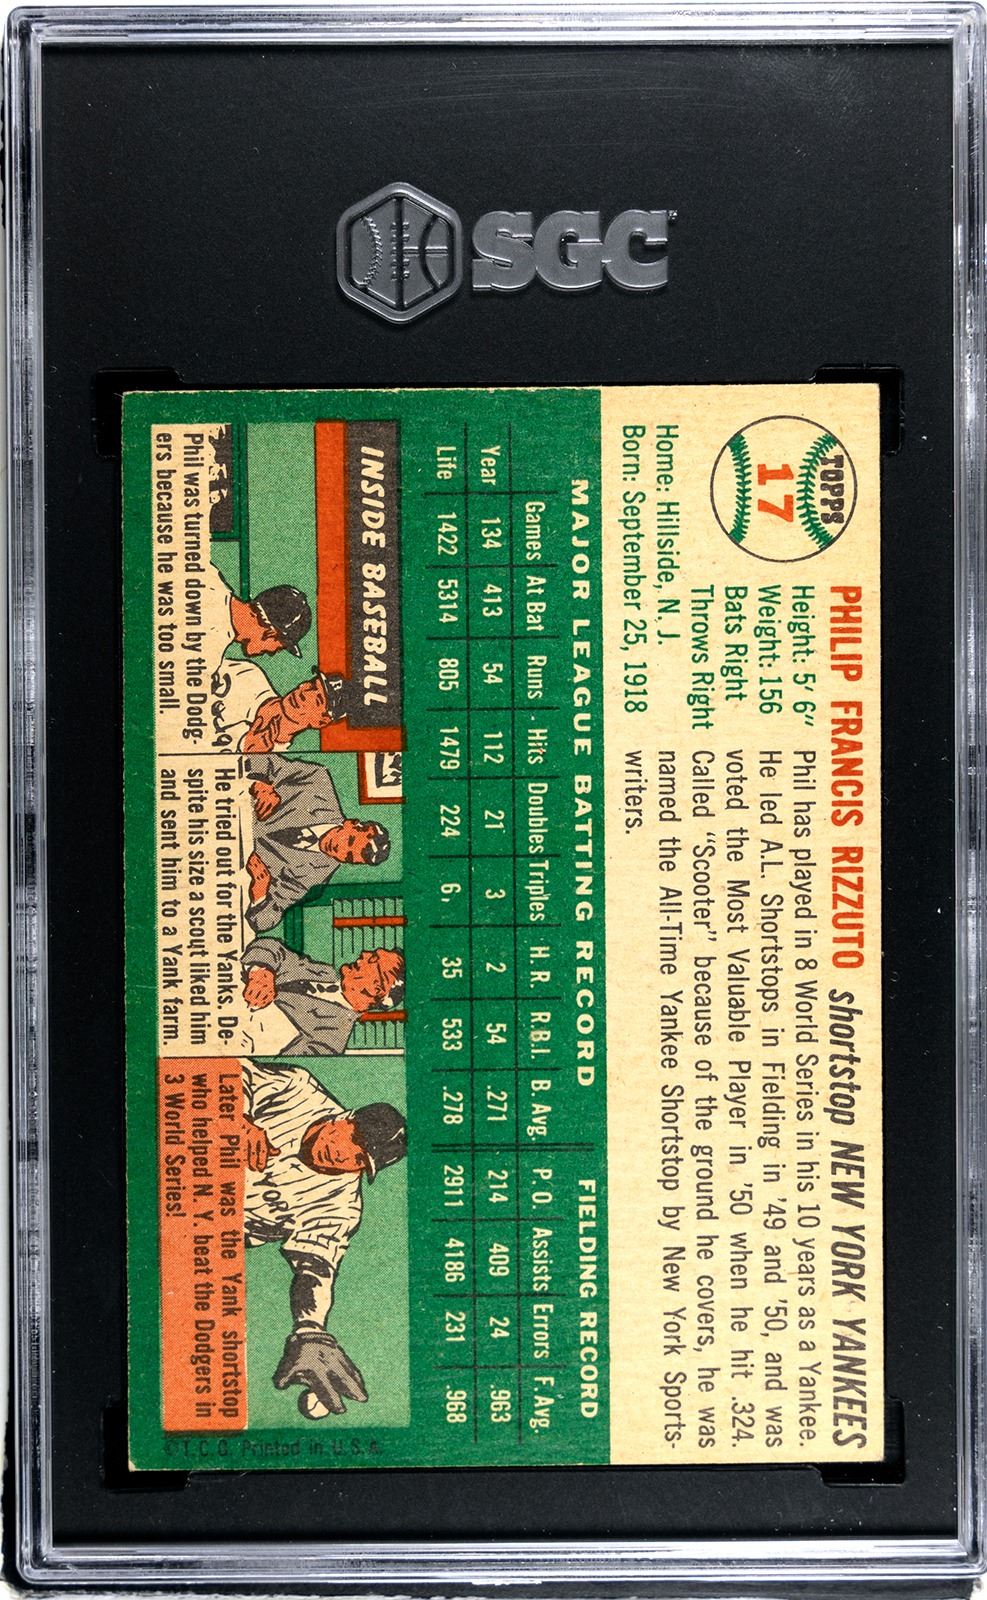 SGC
TOPPS
17
PHILIP FRANCIS RIZZUTO shortstop NEW YORK YANKEES
Height: 5' 6"
Weight: 156
Bats Right
Throws Right
Home: Hillside, N. J.
Born: September 25, 1918
Phil has played in 8 World Series in his 10 years as a Yankee.
He led A.L. Shortstops in Fielding in '49 and '50, and was
voted the Most Valuable Player in '50 when he hit .324.
Called "Scooter" because of the ground he covers, he was
named the All-Time Yankee Shortstop by New York Sports-
writers.
MAJOR LEAGUE BATTING RECORD FIELDING RECORD
Games At Bat Runs Hits Doubles Triples H. R. R.B.I. B. Avg. P. O. Assists Errors F. Avg.
Year 134 413 54 112 21 3 2 54 .271 214 409 24 .963
Life 1422 5314 805 1479 224 6, 35 533 .278 2911 4186 231 .968
INSIDE BASEBALL
B
Phil was turned down by the Dodg-
ers because he was too small.
He tried out for the Yanks. De-
spite his size a scout liked him
and sent him to a Yank farm.
Later Phil was the Yank shortstop
who helped N. Y. beat the Dodgers in
3 World Series!
©T.C.G. Printed in U.S.A.